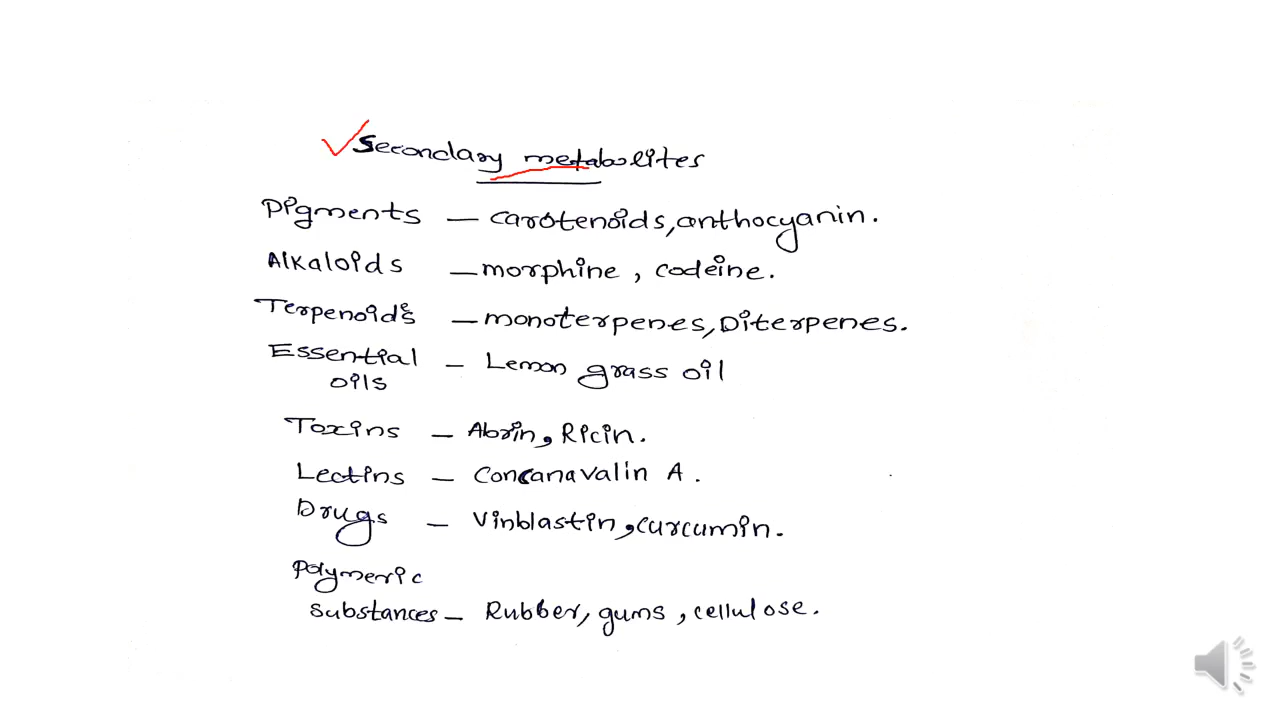 Secondary metabolites
Pigments — carotenoids, anthocyanin.
Alkaloids — morphine, codeine.
Terpenoids — monoterpenes, Diterpenes.
Essential
oils — Lemon grass oil
Toxins — Abrin, Ricin.
Lectins — Concanavalin A.
Drugs — Vinblastin, curcumin.
Polymeric
substances — Rubber, gums, cellulose.